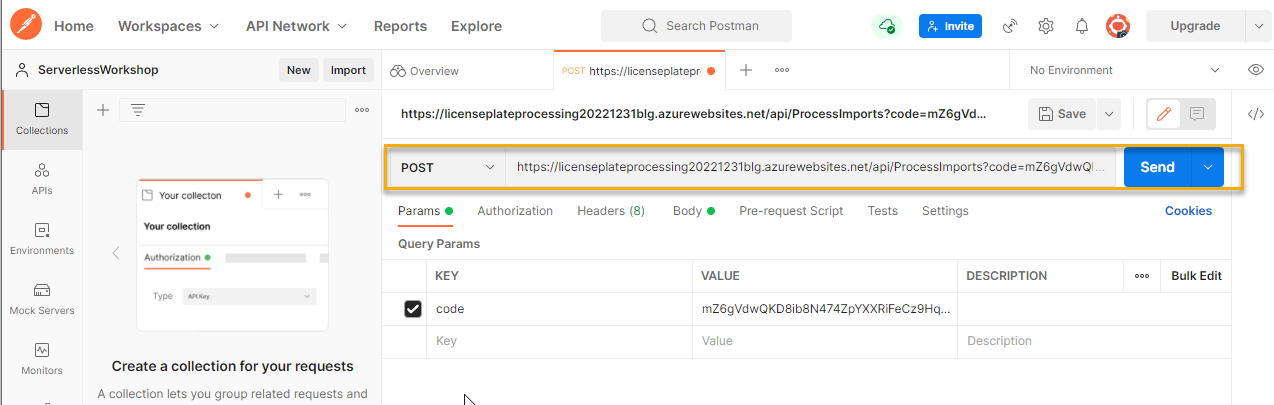 Home Workspaces API Network Reports Explore Search Postman Invite Upgrade
ServerlessWorkshop New Import Overview POST https://licenseplatepr No Environment
Collections
https://licenseplateprocessing20221231blg.azurewebsites.net/api/ProcessImports?code=mZ6gVd... Save
POST https://licenseplateprocessing20221231blg.azurewebsites.net/api/ProcessImports?code=mZ6gVdwQ... Send
APIs
Your collecton
Params Authorization Headers (8) Body Pre-request Script Tests Settings Cookies
Your collection
Environments
Query Params
Authorization
KEY VALUE DESCRIPTION Bulk Edit
Type API Key
Mock Servers
code mZ6gVdwQKD8ib8N474ZpYXXRiFeCz9Hq...
Key Value Description
Monitors
Create a collection for your requests
A collection lets you group related requests and